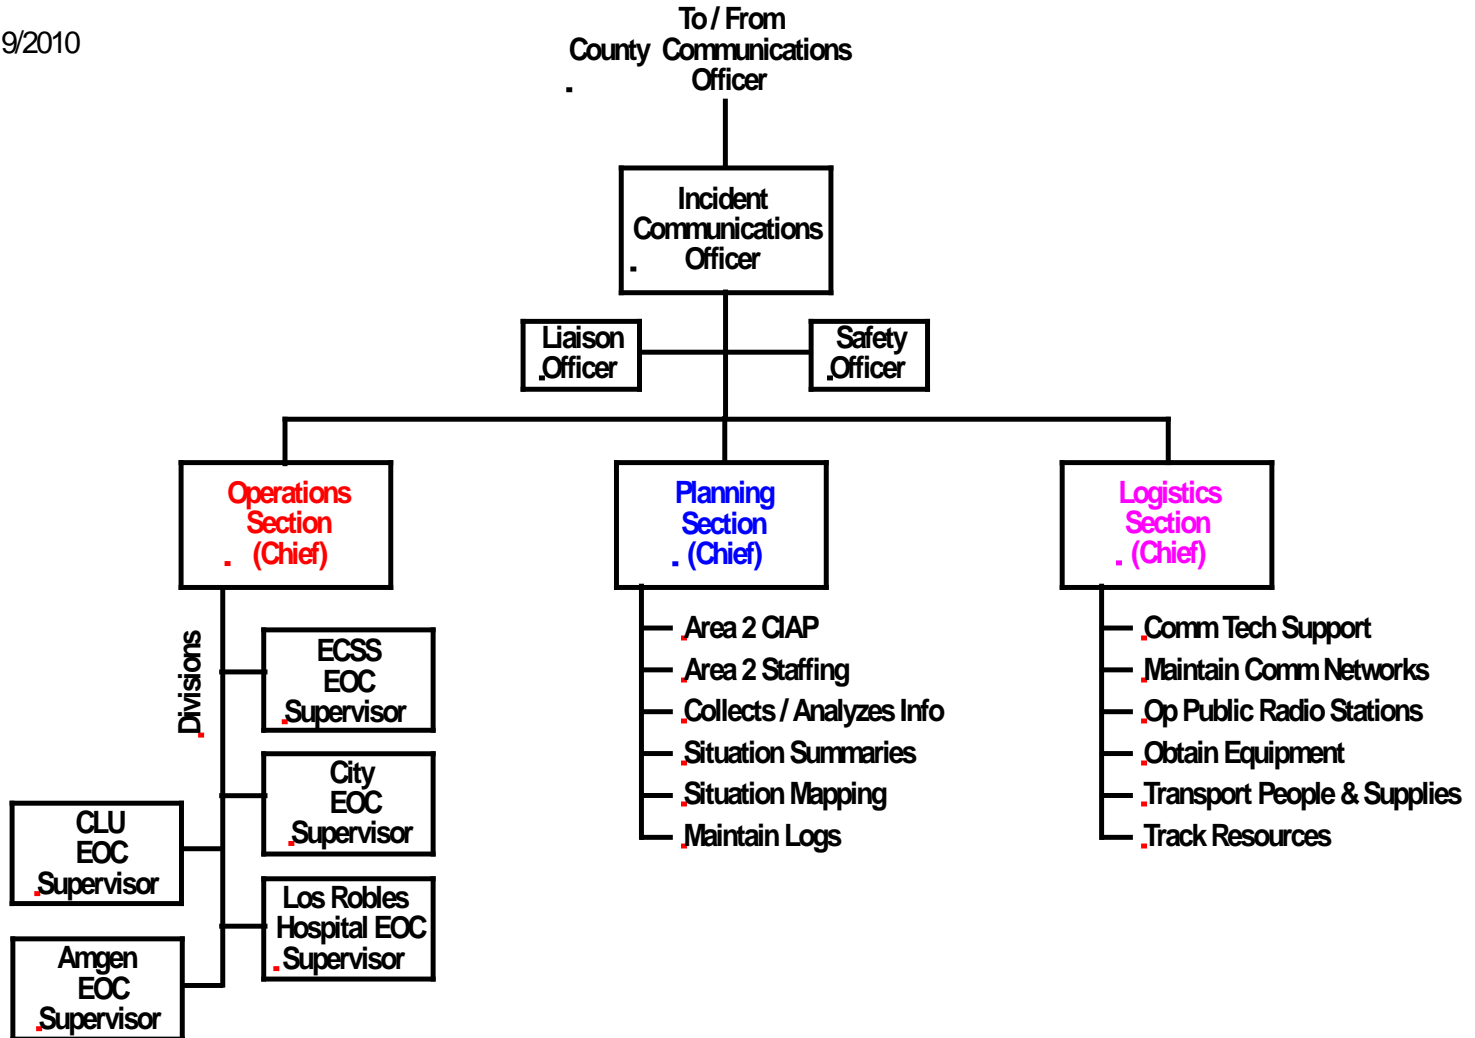 9/2010
To / From
County Communications
Officer
Incident
Communications
Officer
Liaison
Officer
Safety
Officer
Operations
Section
(Chief)
Planning
Section
(Chief)
Logistics
Section
(Chief)
Divisions
ECSS
EOC
Supervisor
City
EOC
Supervisor
CLU
EOC
Supervisor
Los Robles
Hospital EOC
Supervisor
Amgen
EOC
Supervisor
Area 2 CIAP
Area 2 Staffing
Collects / Analyzes Info
Situation Summaries
Situation Mapping
Maintain Logs
Comm Tech Support
Maintain Comm Networks
Op Public Radio Stations
Obtain Equipment
Transport People & Supplies
Track Resources